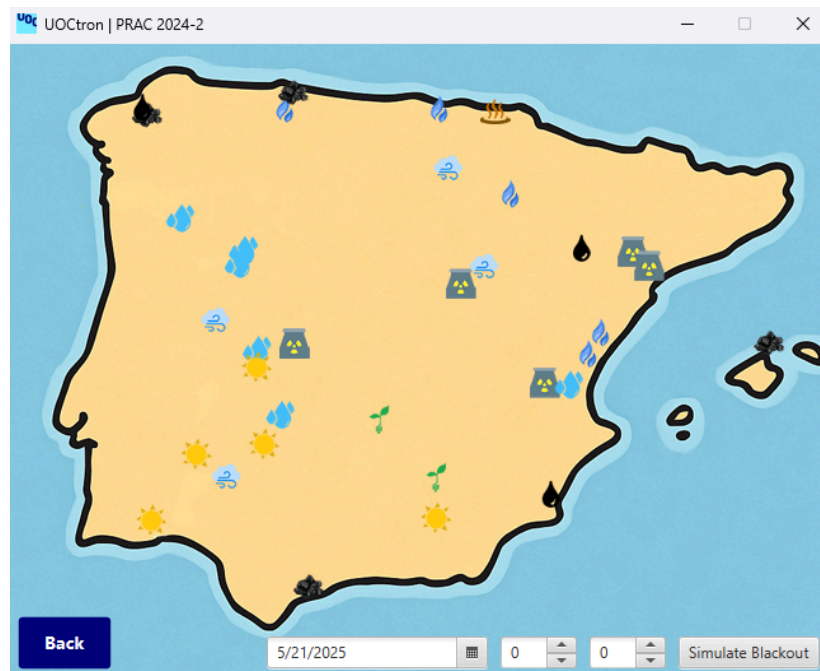 UOC UOCtron | PRAC 2024-2
Back
5/21/2025
0
0
Simulate Blackout